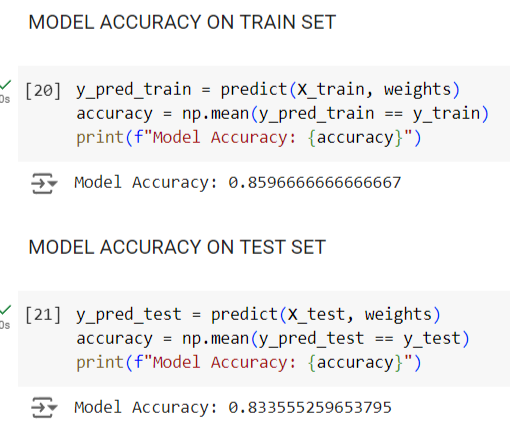 MODEL ACCURACY ON TRAIN SET
0s
[20] y_pred_train = predict(X_train, weights)
accuracy = np.mean(y_pred_train == y_train)
print(f"Model Accuracy: {accuracy}")
Model Accuracy: 0.8596666666666667
MODEL ACCURACY ON TEST SET
0s
[21] y_pred_test = predict(X_test, weights)
accuracy = np.mean(y_pred_test == y_test)
print(f"Model Accuracy: {accuracy}")
Model Accuracy: 0.833555259653795